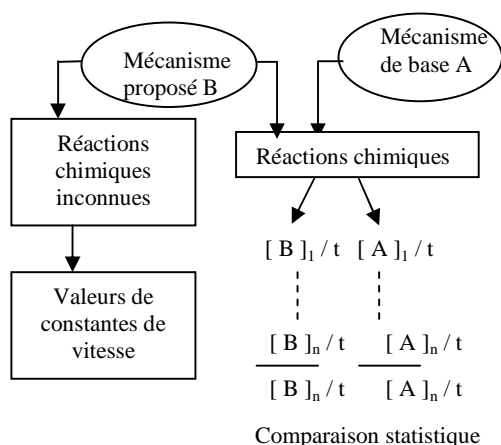 Mécanisme
proposé B
Mécanisme
de base A
Réactions
chimiques
inconnues
Réactions chimiques
Valeurs de
constantes de
vitesse
[ B ]1 / t [ A ]1 / t
[ B ]n / t [ A ]n / t
[ B ]n / t [ A ]n / t
Comparaison statistique